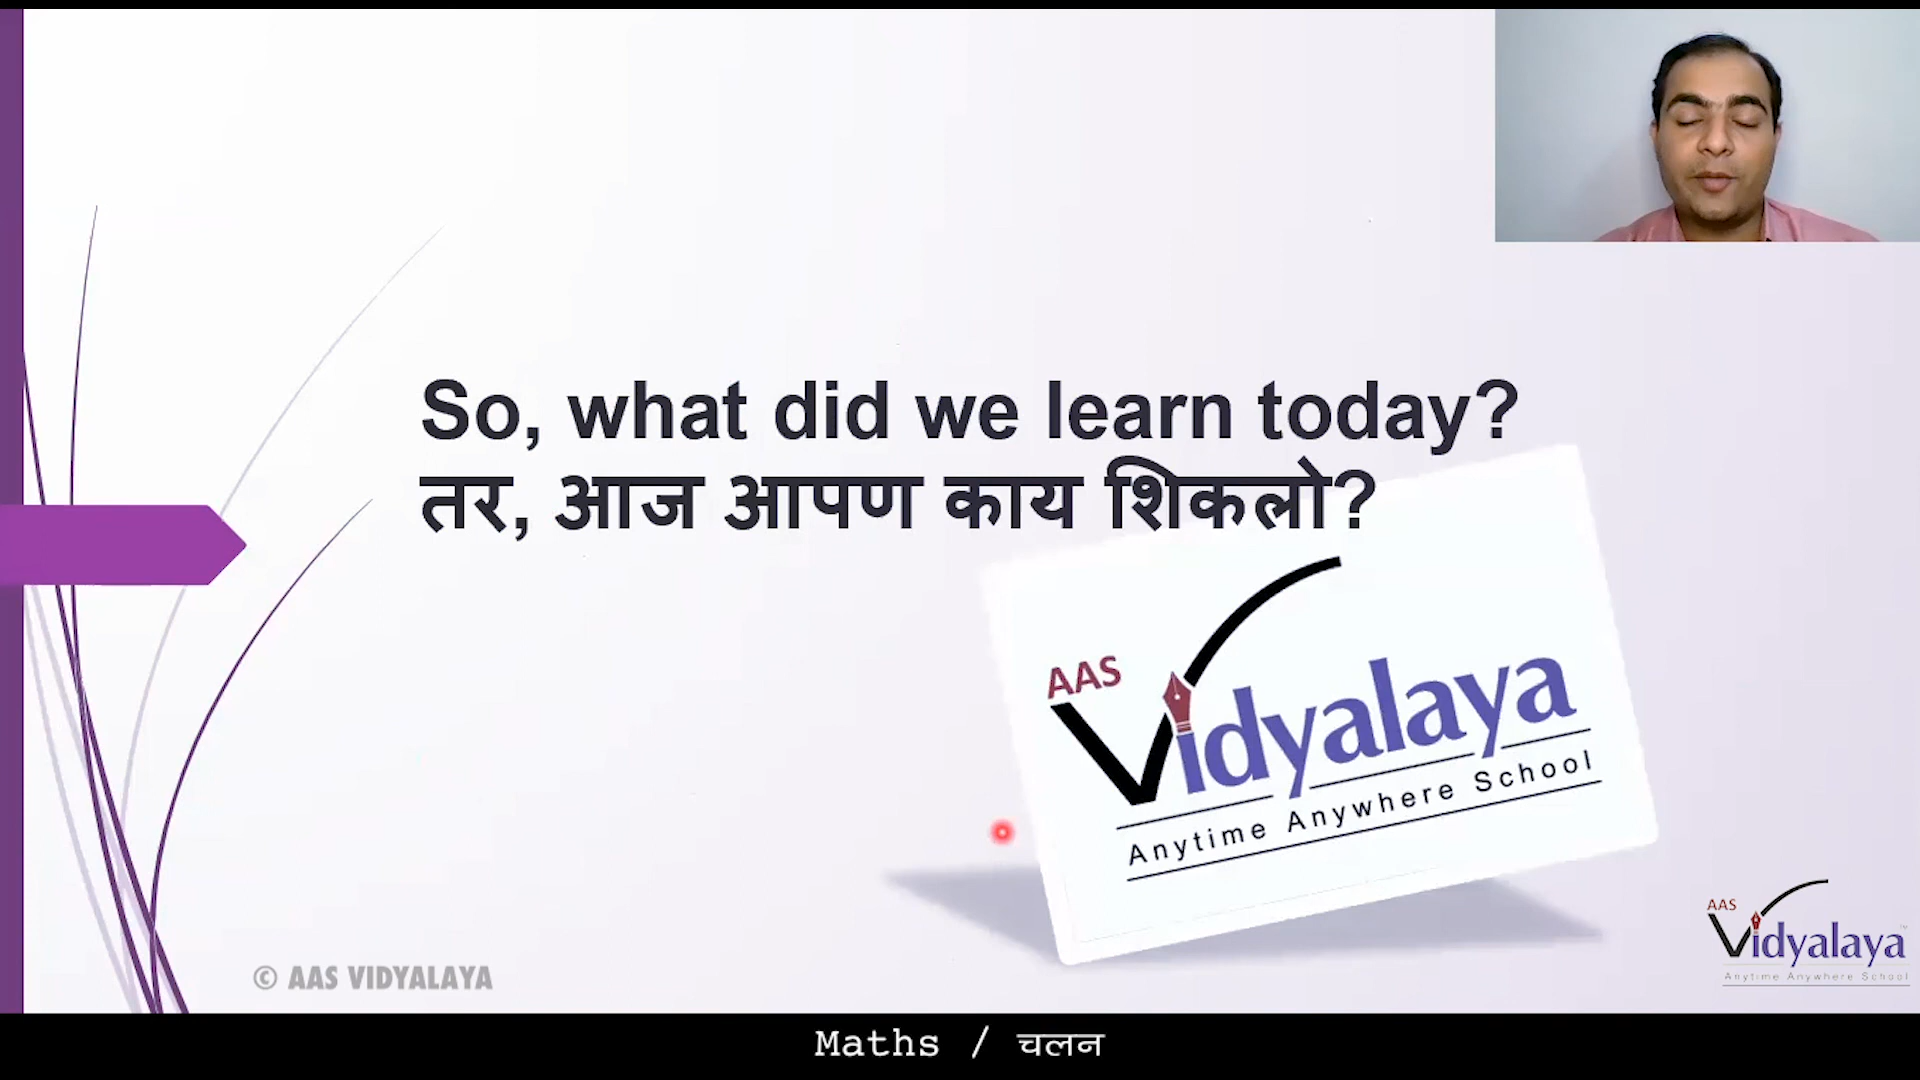 So, what did we learn today?
तर, आज आपण काय शिकलो?
AAS
Vidyalaya
Anytime Anywhere School
AAS
Vidyalaya
Anytime Anywhere School
© AAS VIDYALAYA
Maths / चलन